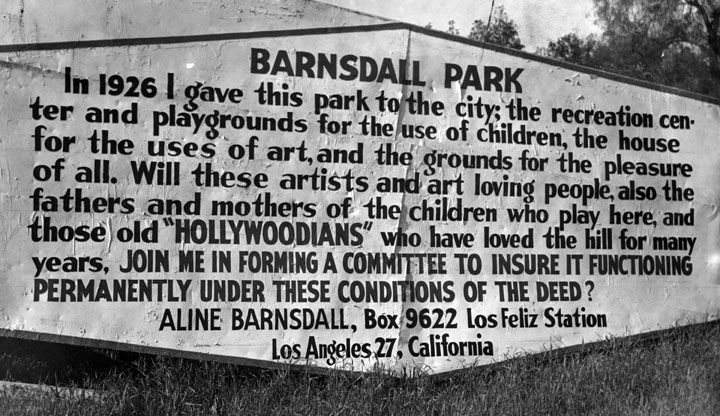 BARNSDALL PARK
In 1926 I gave this park to the city; the recreation cen-
ter and playgrounds for the use of children, the house
for the uses of art, and the grounds for the pleasure
of all. Will these artists and art loving people, also the
fathers and mothers of the children who play here, and
those old "HOLLYWOODIANS" who have loved the hill for many
years, JOIN ME IN FORMING A COMMITTEE TO INSURE IT FUNCTIONING
PERMANENTLY UNDER THESE CONDITIONS OF THE DEED?
ALINE BARNSDALL, Box 9622 Los Feliz Station
Los Angeles 27, California